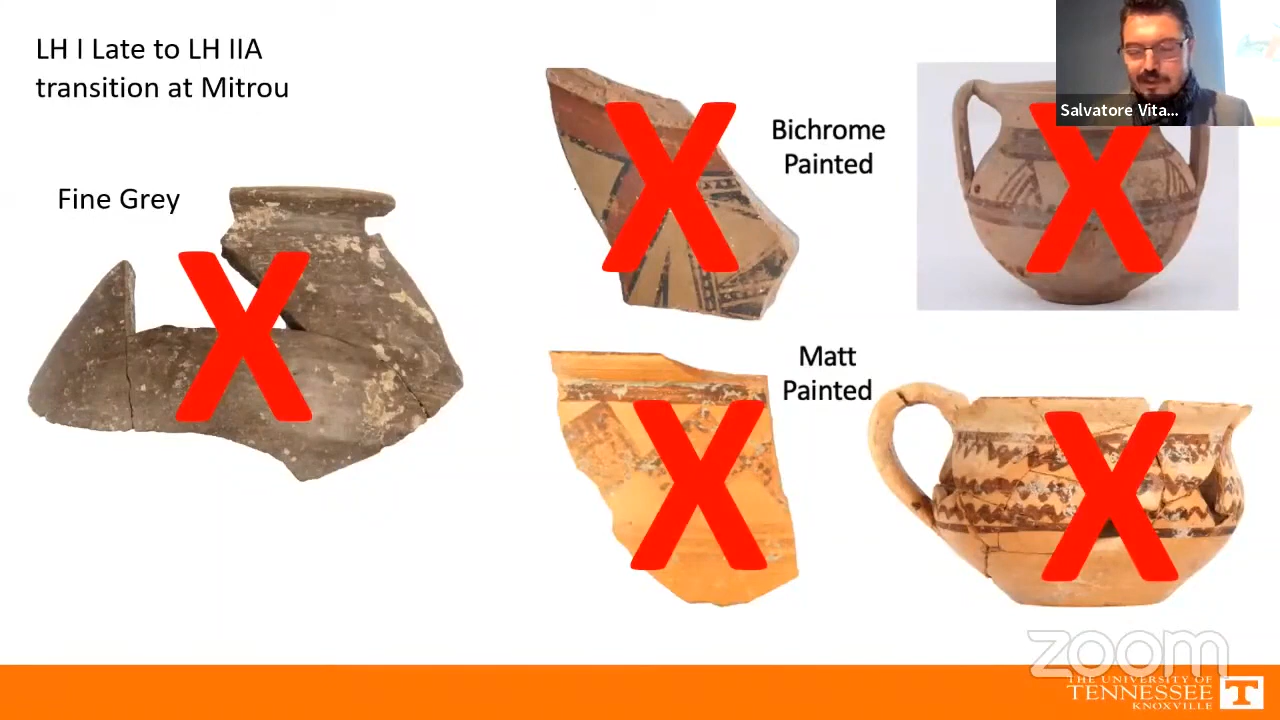 LH I Late to LH IIA
transition at Mitrou
Fine Grey
Bichrome
Painted
Matt
Painted
X
X
X
X
X
Salvatore Vita...
zoom
THE UNIVERSITY OF
TENNESSEE
KNOXVILLE
T